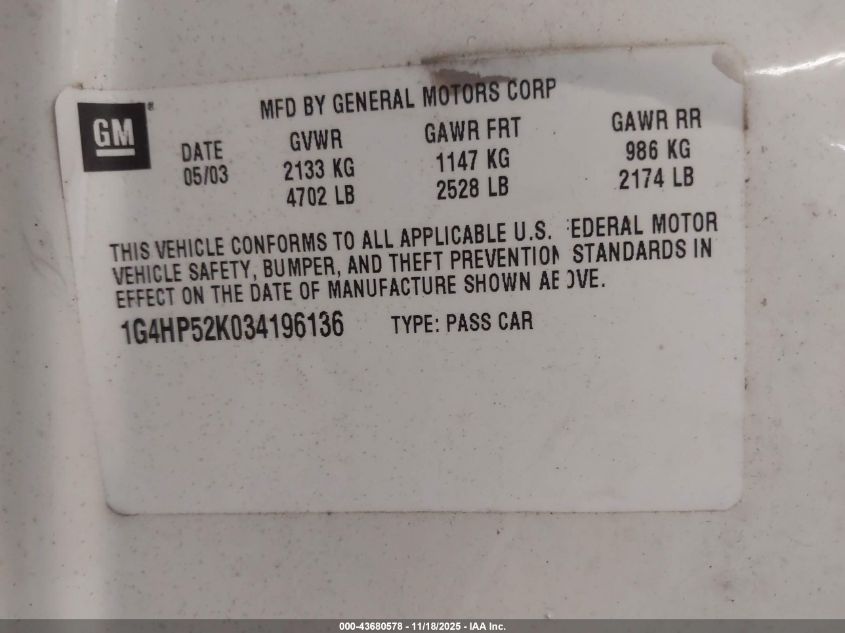 MFD BY GENERAL MOTORS CORP
GM®
DATE GVWR GAWR FRT GAWR RR
05/03 2133 KG 1147 KG 986 KG
4702 LB 2528 LB 2174 LB
THIS VEHICLE CONFORMS TO ALL APPLICABLE U.S. FEDERAL MOTOR
VEHICLE SAFETY, BUMPER, AND THEFT PREVENTION STANDARDS IN
EFFECT ON THE DATE OF MANUFACTURE SHOWN ABOVE.
1G4HP52K034196136 TYPE: PASS CAR
000-43680578 - 11/18/2025 - IAA Inc.